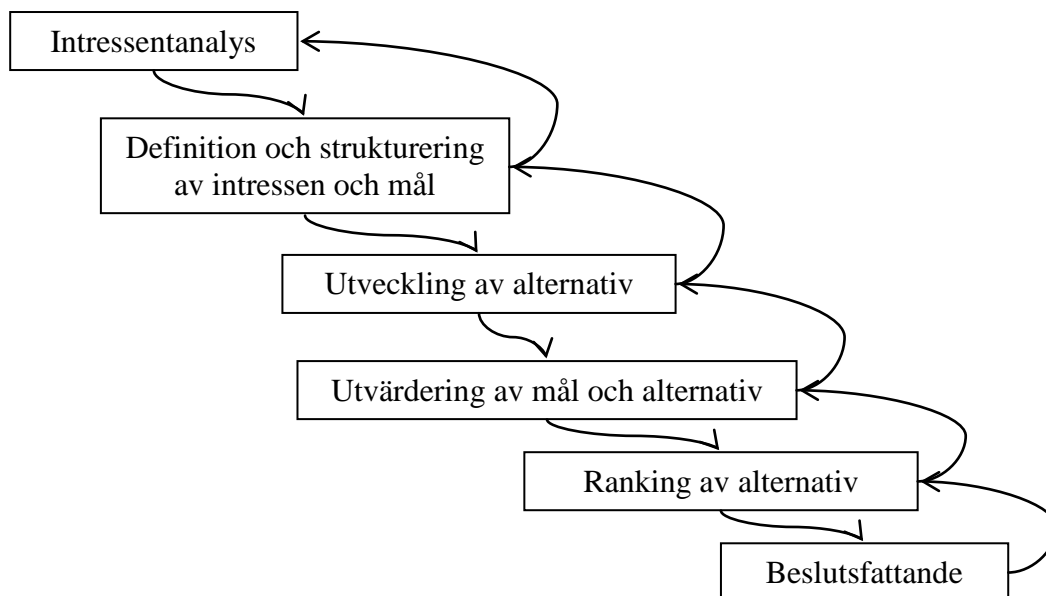 Intressentanalys
Definition och strukturering
av intressen och mål
Utveckling av alternativ
Utvärdering av mål och alternativ
Ranking av alternativ
Beslutsfattande